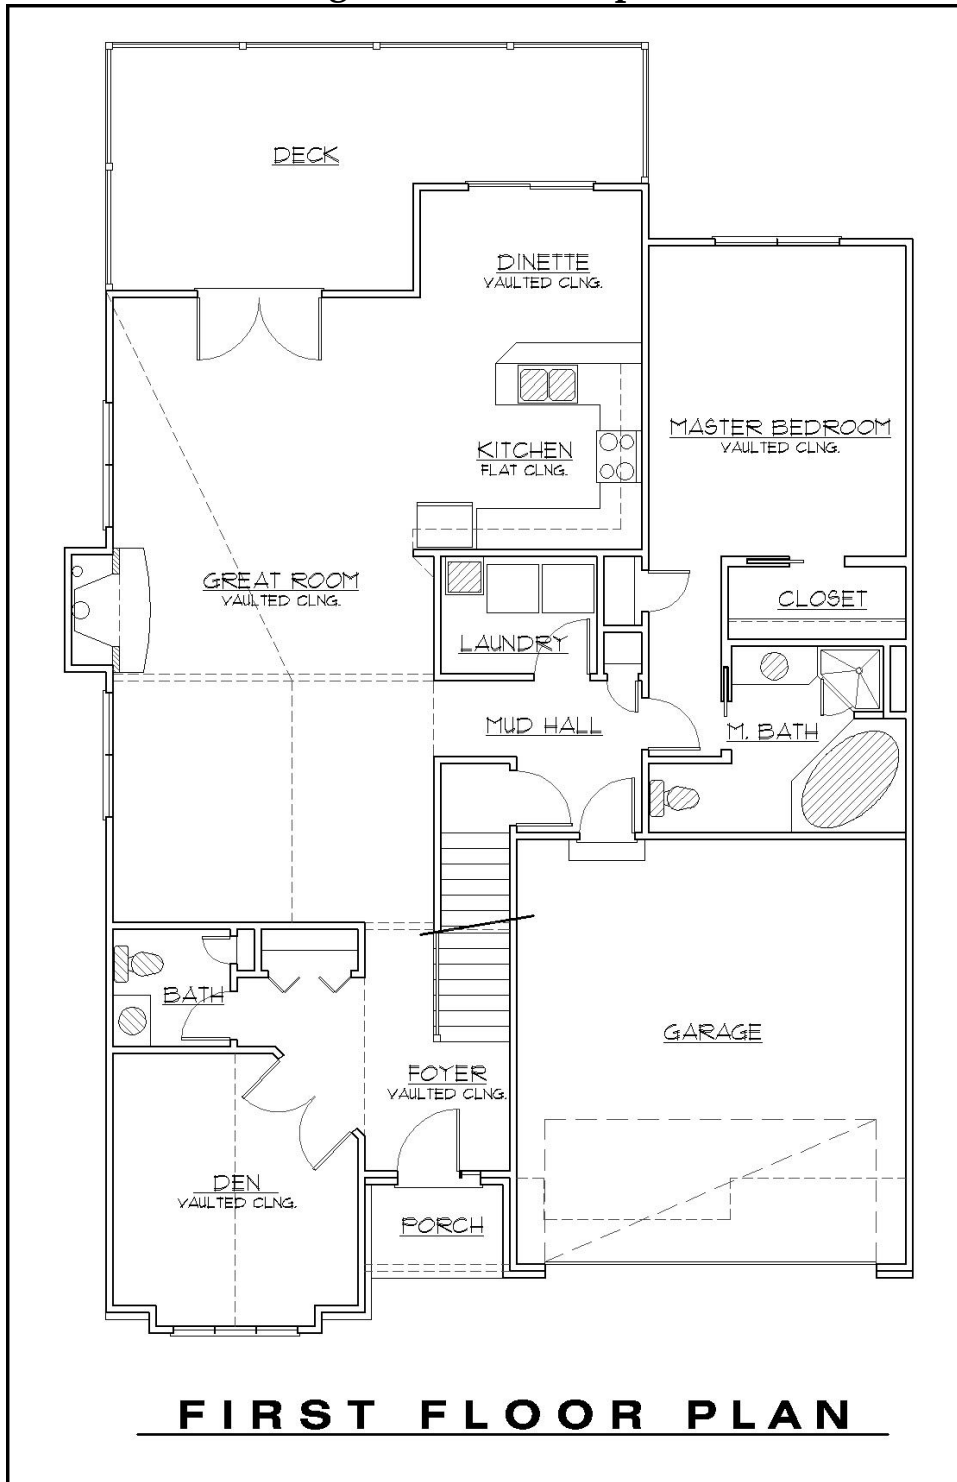 DECK
DINETTE
VAULTED CLNG.
MASTER BEDROOM
VAULTED CLNG.
KITCHEN
FLAT CLNG.
GREAT ROOM
VAULTED CLNG.
CLOSET
LAUNDRY
MUD HALL
M. BATH
BATH
GARAGE
FOYER
VAULTED CLNG.
DEN
VAULTED CLNG.
PORCH
FIRST FLOOR PLAN